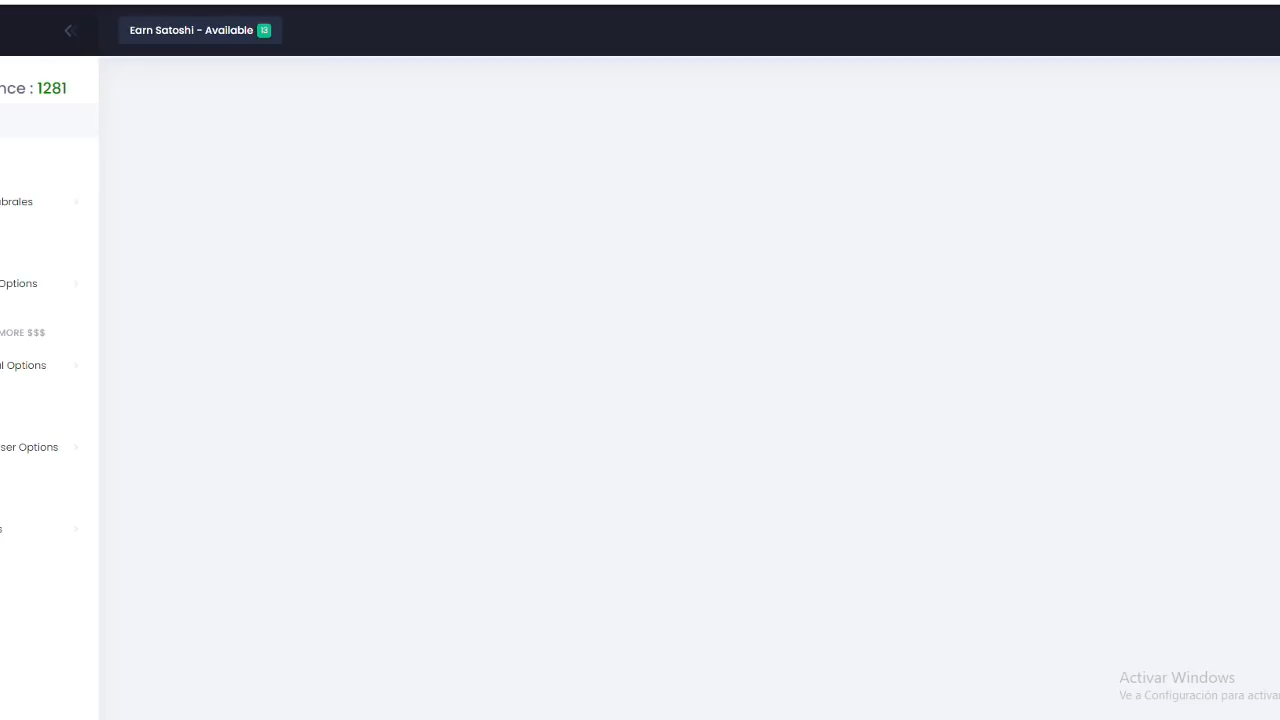 Earn Satoshi - Available 13
nce : 1281
brales
Options
MORE $$$
l Options
ser Options
s
Activar Windows
Ve a Configuración para activar